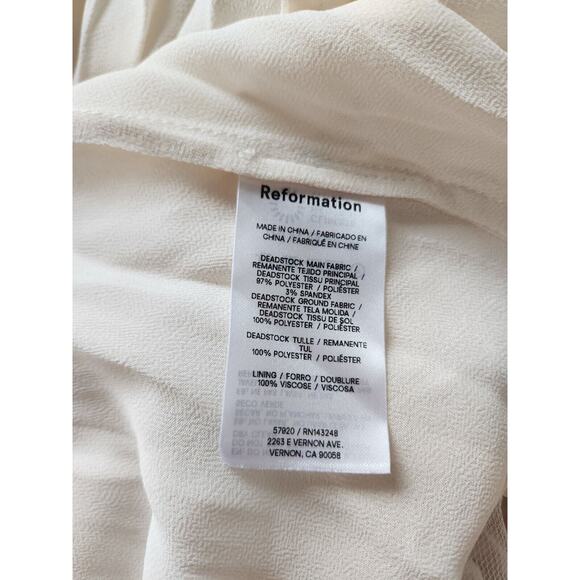 Reformation
MADE IN CHINA / FABRICADO EN
CHINA / FABRIQUÉ EN CHINE
DEADSTOCK MAIN FABRIC /
REMANENTE TEJIDO PRINCIPAL /
DEADSTOCK TISSU PRINCIPAL
97% POLYESTER / POLIÉSTER
3% SPANDEX
DEADSTOCK GROUND FABRIC /
REMANENTE TELA MOLIDA /
DEADSTOCK TISSU DE SOL
100% POLYESTER / POLIÉSTER
DEADSTOCK TULLE / REMANENTE
TUL
100% POLYESTER / POLIÉSTER
LINING / FORRO / DOUBLURE
100% VISCOSE / VISCOSA
57920 / RN143248
2263 E VERNON AVE.
VERNON, CA 90058